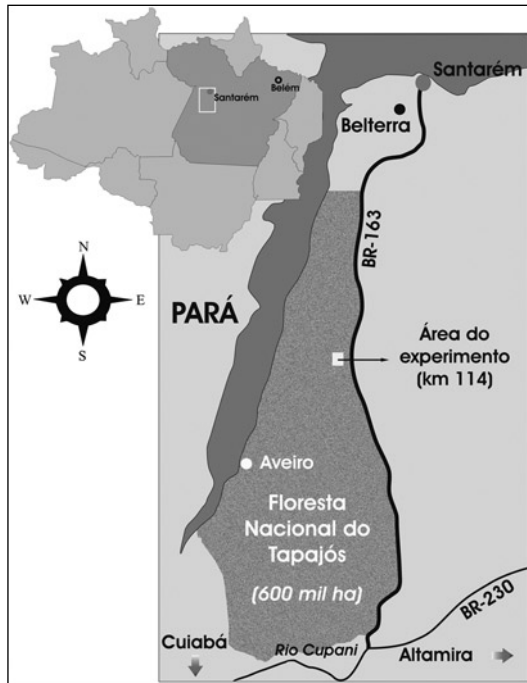 Belém
Santarém
Santarém
Belterra
BR-163
N
W
E
S
PARÁ
Área do
experimento
(km 114)
Aveiro
Floresta
Nacional do
Tapajós
(600 mil ha)
BR-230
Cuiabá
Rio Cupani
Altamira